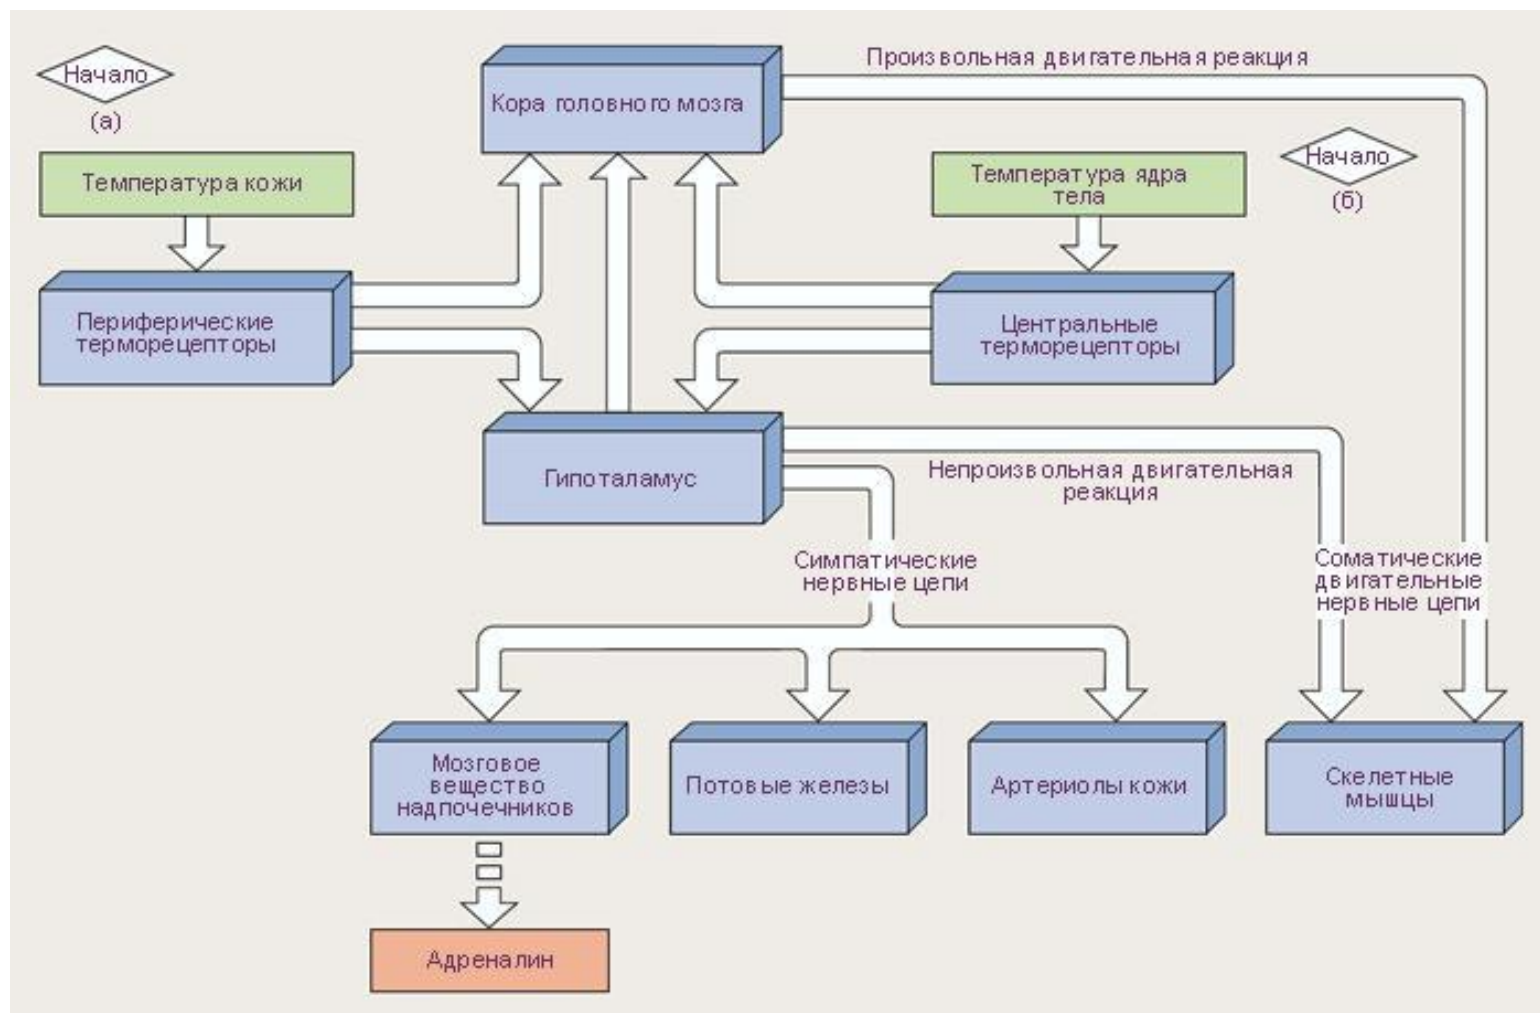 Начало
(а)
Температура кожи
Периферические
терморецепторы
Кора головного мозга
Произвольная двигательная реакция
Начало
(б)
Температура ядра
тела
Центральные
терморецепторы
Гипоталамус
Непроизвольная двигательная
реакция
Симпатические
нервные цепи
Соматические
двигательные
нервные цепи
Мозговое
вещество
надпочечников
Потовые железы
Артериолы кожи
Скелетные
мышцы
Адреналин